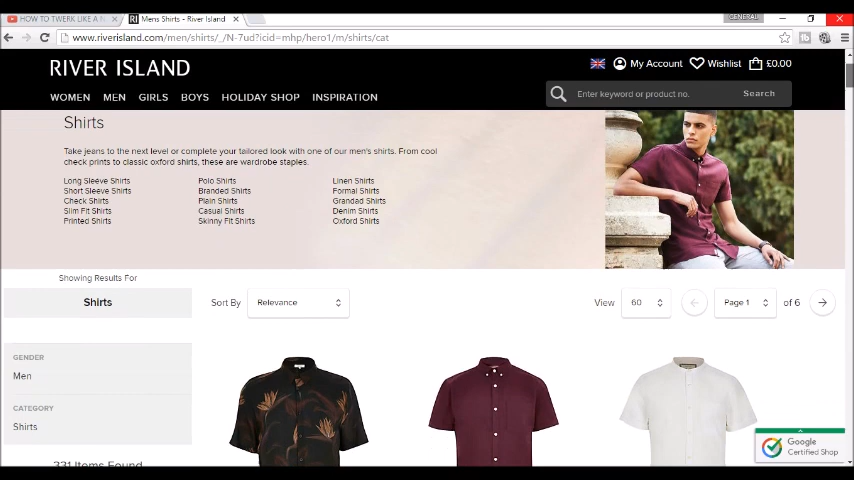 HOW TO TWERK LIKE A N
Mens Shirts - River Island
GENERAL
www.riverisland.com/men/shirts/_/N-7ud?icid=mhp/hero1/m/shirts/cat
RIVER ISLAND
My Account
Wishlist
£0.00
WOMEN MEN GIRLS BOYS HOLIDAY SHOP INSPIRATION
Enter keyword or product no.
Search
Shirts
Take jeans to the next level or complete your tailored look with one of our men's shirts. From cool
check prints to classic oxford shirts, these are wardrobe staples.
Long Sleeve Shirts Polo Shirts Linen Shirts
Short Sleeve Shirts Branded Shirts Formal Shirts
Check Shirts Plain Shirts Grandad Shirts
Slim Fit Shirts Casual Shirts Denim Shirts
Printed Shirts Skinny Fit Shirts Oxford Shirts
Showing Results For
Shirts
Sort By Relevance
View 60 Page 1 of 6
GENDER
Men
CATEGORY
Shirts
331 Items Found
Google
Certified Shop